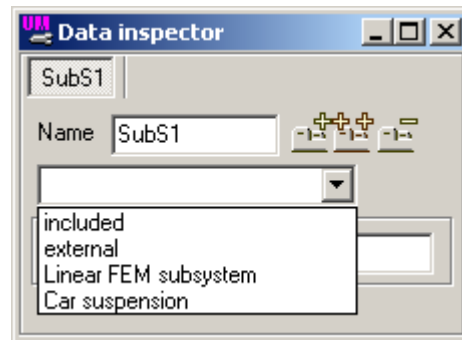 UM Data inspector
SubS1
Name SubS1
included
external
Linear FEM subsystem
Car suspension